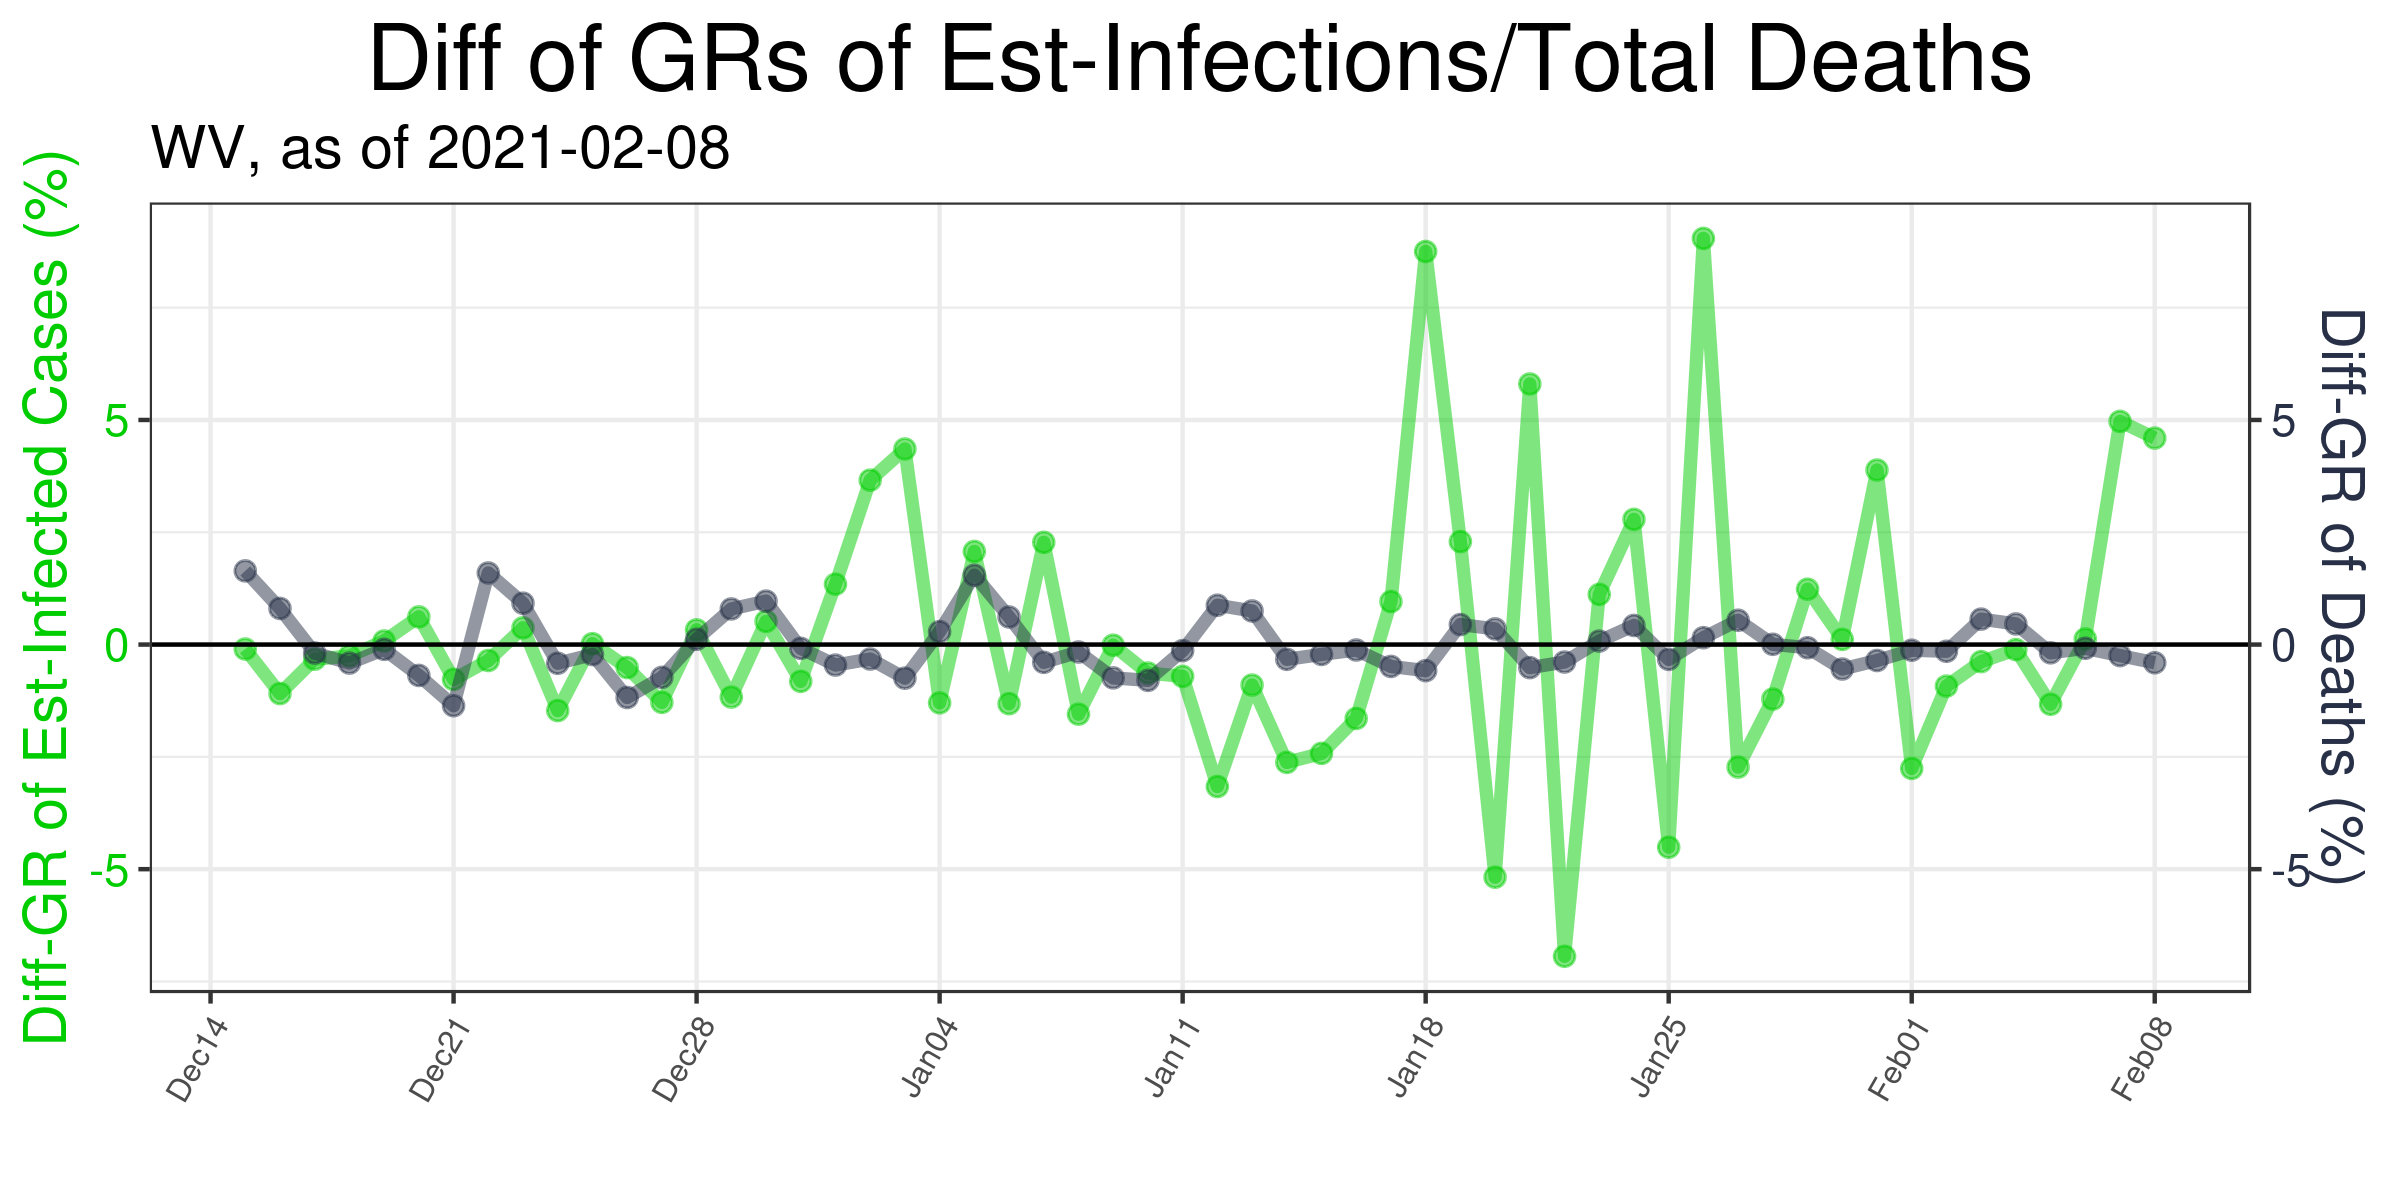 Diff of GRs of Est-Infections/Total Deaths
WV, as of 2021-02-08
Diff-GR of Est-Infected Cases (%)
5
0
-5
5
0
-5
Diff-GR of Deaths (%)
Dec14
Dec21
Dec28
Jan04
Jan11
Jan18
Jan25
Feb01
Feb08